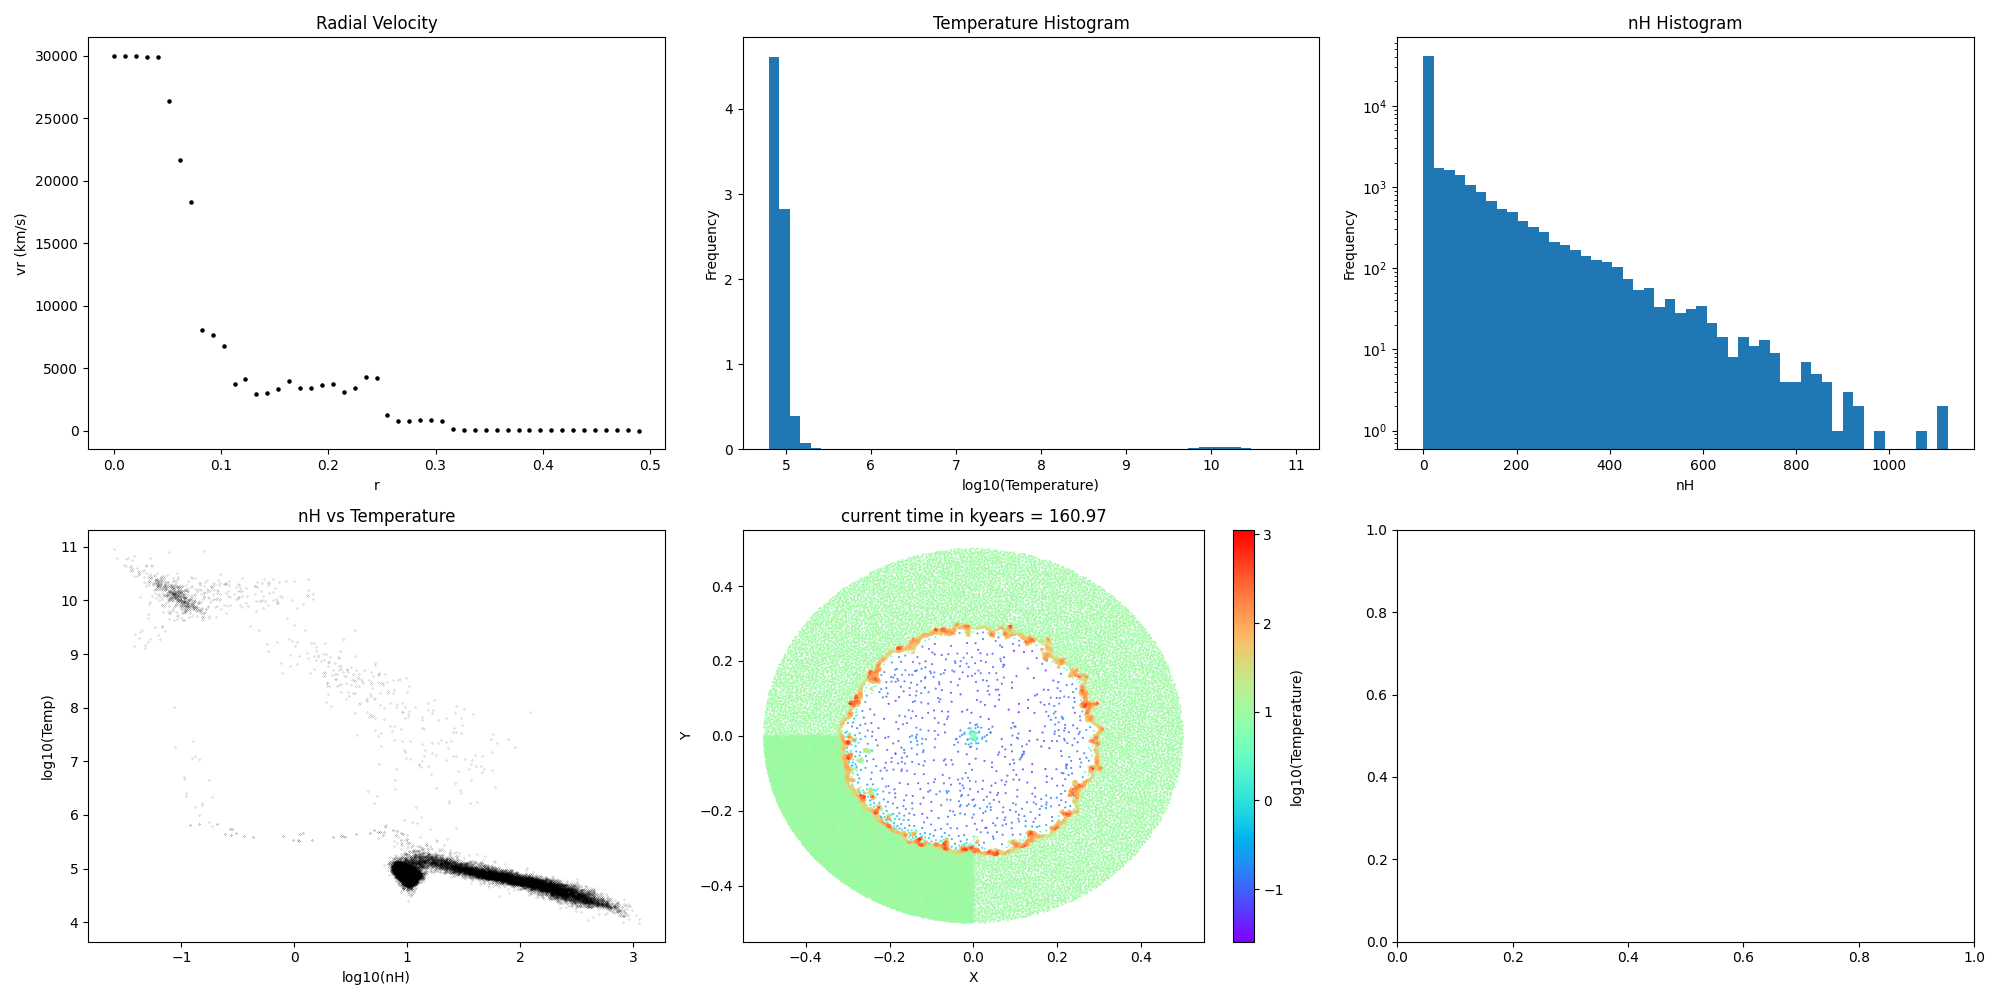 Radial Velocity
30000
25000
20000
15000
10000
5000
0
vr (km/s)
0.0 0.1 0.2 0.3 0.4 0.5
r
Temperature Histogram
4
3
2
1
0
Frequency
5 6 7 8 9 10 11
log10(Temperature)
nH Histogram
10⁴
10³
10²
10¹
10⁰
Frequency
0 200 400 600 800 1000
nH
nH vs Temperature
11
10
9
8
7
6
5
4
log10(Temp)
−1 0 1 2 3
log10(nH)
current time in kyears = 160.97
0.4
0.2
0.0
−0.2
−0.4
Y
−0.4 −0.2 0.0 0.2 0.4
X
3
2
1
0
−1
log10(Temperature)
1.0
0.8
0.6
0.4
0.2
0.0
0.0 0.2 0.4 0.6 0.8 1.0